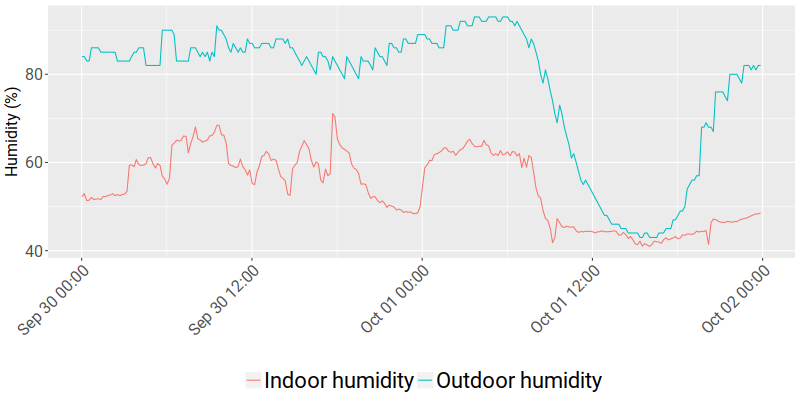 Humidity (%)
80
60
40
Sep 30 00:00
Sep 30 12:00
Oct 01 00:00
Oct 01 12:00
Oct 02 00:00
Indoor humidity Outdoor humidity